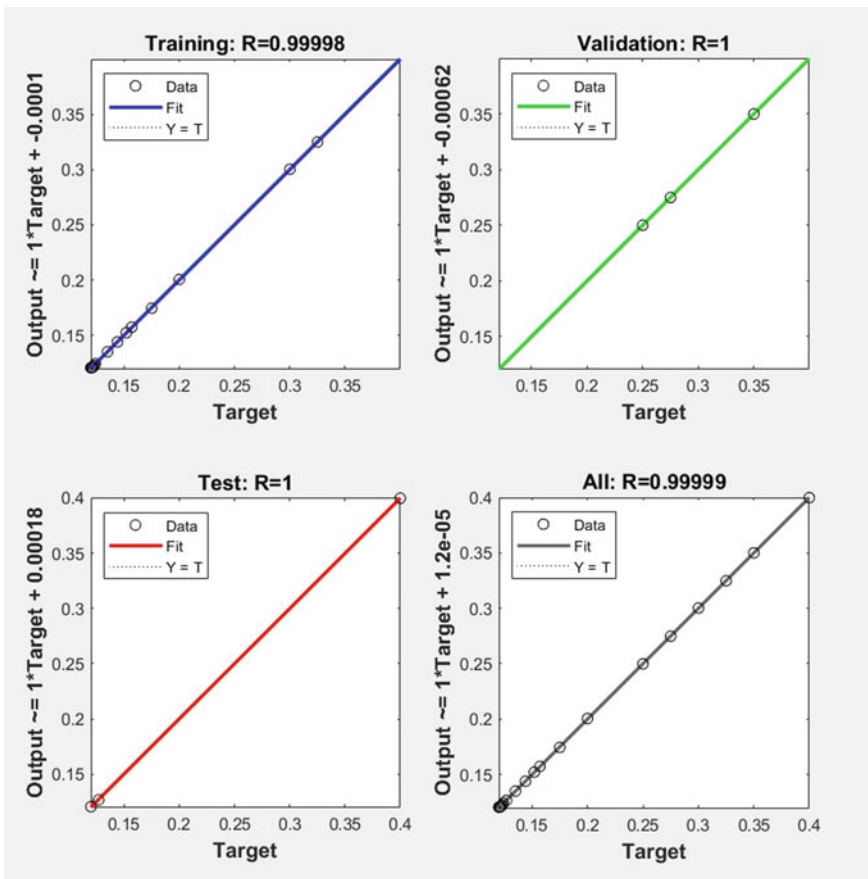 Training: R=0.99998
Output ~= 1*Target + -0.0001
0.35
0.3
0.25
0.2
0.15
Data
Fit
Y = T
0.15 0.2 0.25 0.3 0.35
Target
Validation: R=1
Output ~= 1*Target + -0.00062
0.35
0.3
0.25
0.2
0.15
Data
Fit
Y = T
0.15 0.2 0.25 0.3 0.35
Target
Test: R=1
Output ~= 1*Target + 0.00018
0.4
0.35
0.3
0.25
0.2
0.15
Data
Fit
Y = T
0.15 0.2 0.25 0.3 0.35 0.4
Target
All: R=0.99999
Output ~= 1*Target + 1.2e-05
0.4
0.35
0.3
0.25
0.2
0.15
Data
Fit
Y = T
0.15 0.2 0.25 0.3 0.35 0.4
Target